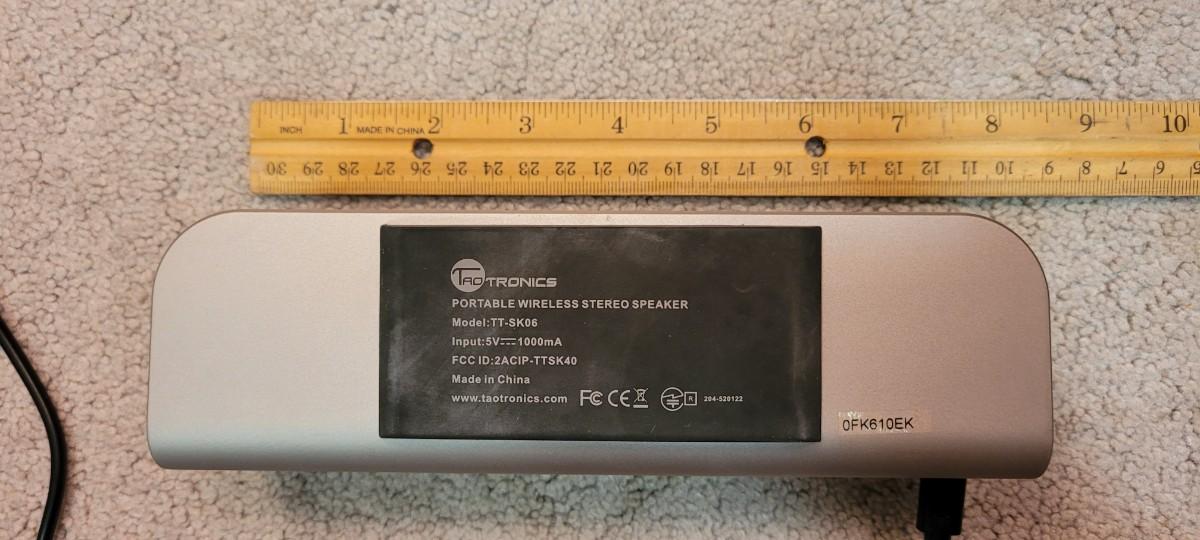 INCH 1 MADE IN CHINA 2 3 4 5 6 7 8 9 10
30 29 28 27 26 25 24 23 22 21 20 19 18 17 16 15 14 13 12 11 10 9 8 7 6
TAOTRONICS
PORTABLE WIRELESS STEREO SPEAKER
Model:TT-SK06
Input:5V⎓1000mA
FCC ID:2ACIP-TTSK40
Made in China
www.taotronics.com FC CE R 204-520122
0FK610EK